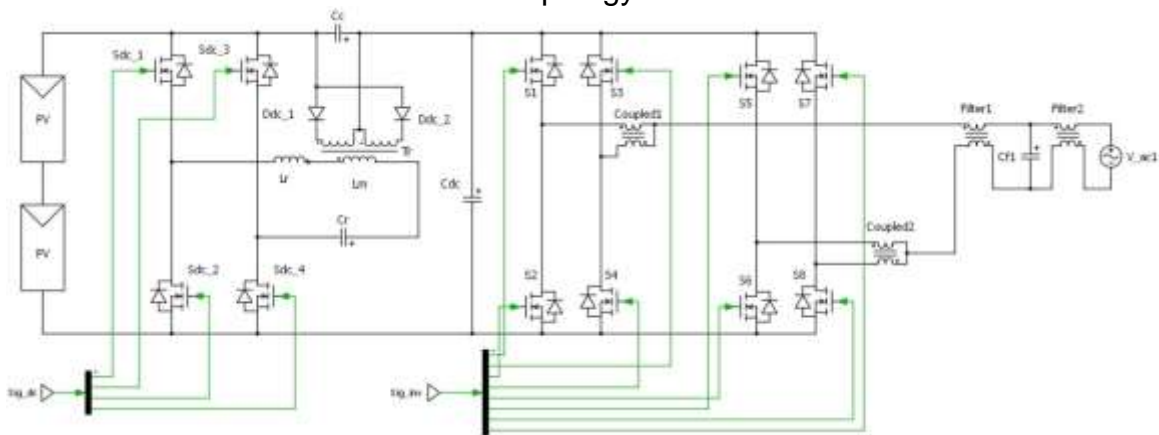 Cc
Sdc_1
Sdc_3
S1
S3
S5
S7
PV
Ddc_1
Ddc_2
Coupled1
Filter1
Filter2
Tr
Cf1
V_ac1
Lr
Lm
Cdc
Cr
Coupled2
PV
Sdc_2
Sdc_4
S2
S4
S6
S8
Sig_dc
Sig_inv